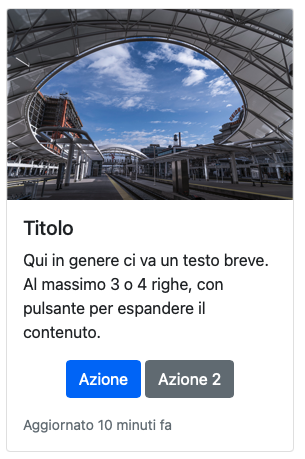 Titolo
Qui in genere ci va un testo breve.
Al massimo 3 o 4 righe, con
pulsante per espandere il
contenuto.
Azione
Azione 2
Aggiornato 10 minuti fa